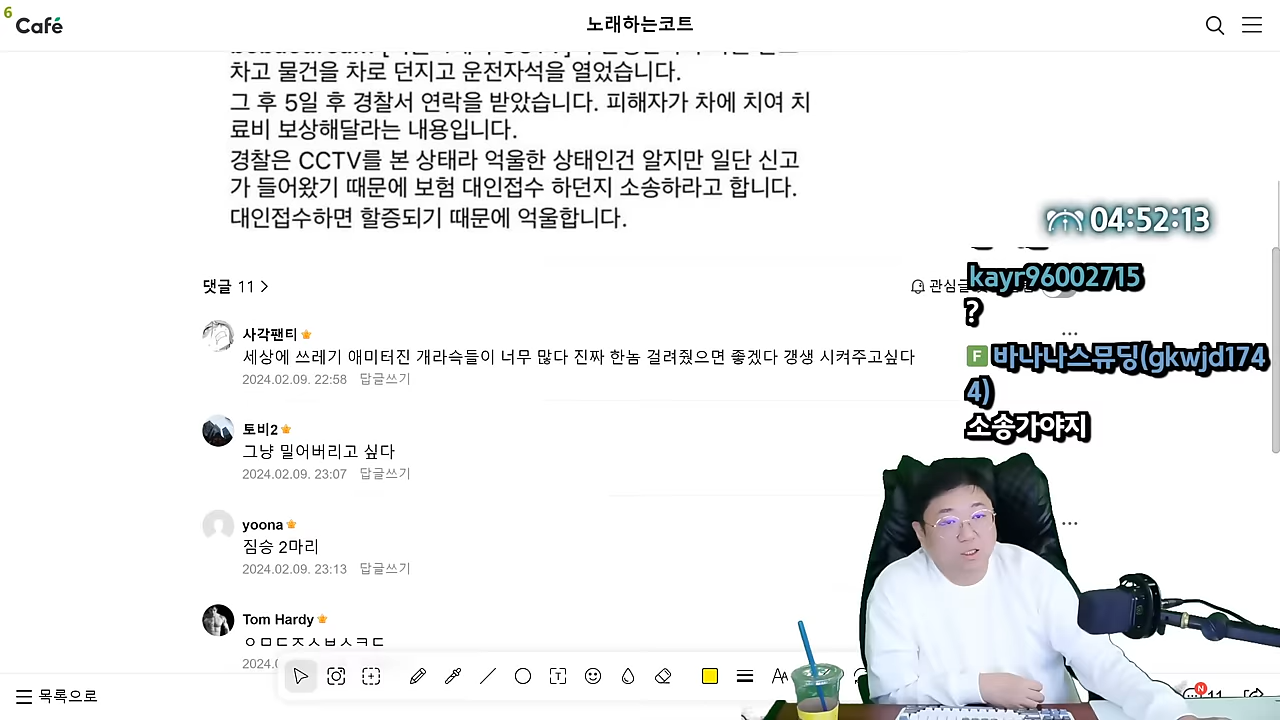 6
Café
노래하는코트
차고 물건을 차로 던지고 운전자석을 열었습니다.
그 후 5일 후 경찰서 연락을 받았습니다. 피해자가 차에 치여 치
료비 보상해달라는 내용입니다.
경찰은 CCTV를 본 상태라 억울한 상태인건 알지만 일단 신고
가 들어왔기 때문에 보험 대인접수 하던지 소송하라고 합니다.
대인접수하면 할증되기 때문에 억울합니다.
04:52:13
댓글 11
관심글
kayr96002715
?
사각팬티
세상에 쓰레기 애미터진 개라슥들이 너무 많다 진짜 한놈 걸려줬으면 좋겠다 갱생 시켜주고싶다
2024.02.09. 22:58 답글쓰기
F 바나나스뮤딩(gkwjd174
4)
소송가야지
토비2
그냥 밀어버리고 싶다
2024.02.09. 23:07 답글쓰기
yoona
짐승 2마리
2024.02.09. 23:13 답글쓰기
Tom Hardy
ㅇㅁㄷㅈㅅㅂㅅㅋㄷ
2024.0
T
N
11
목록으로